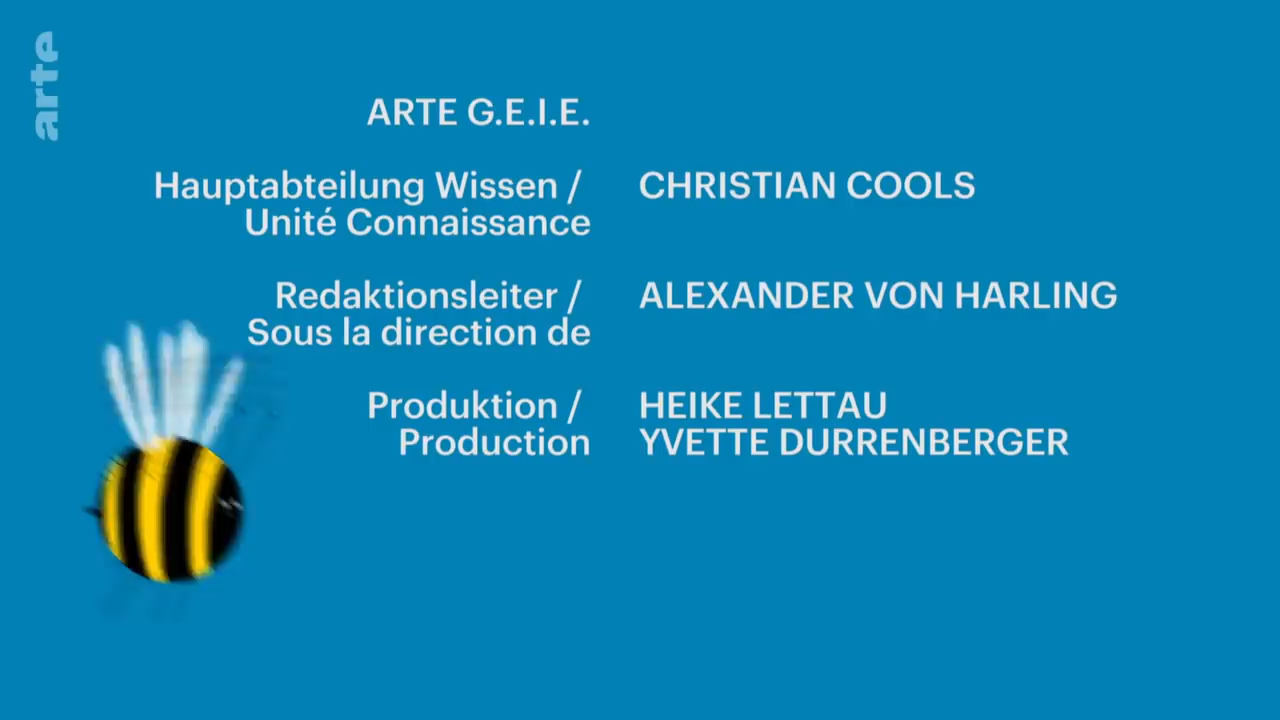 arte
ARTE G.E.I.E.
Hauptabteilung Wissen / CHRISTIAN COOLS
Unité Connaissance
Redaktionsleiter / ALEXANDER VON HARLING
Sous la direction de
Produktion / HEIKE LETTAU
Production YVETTE DURRENBERGER